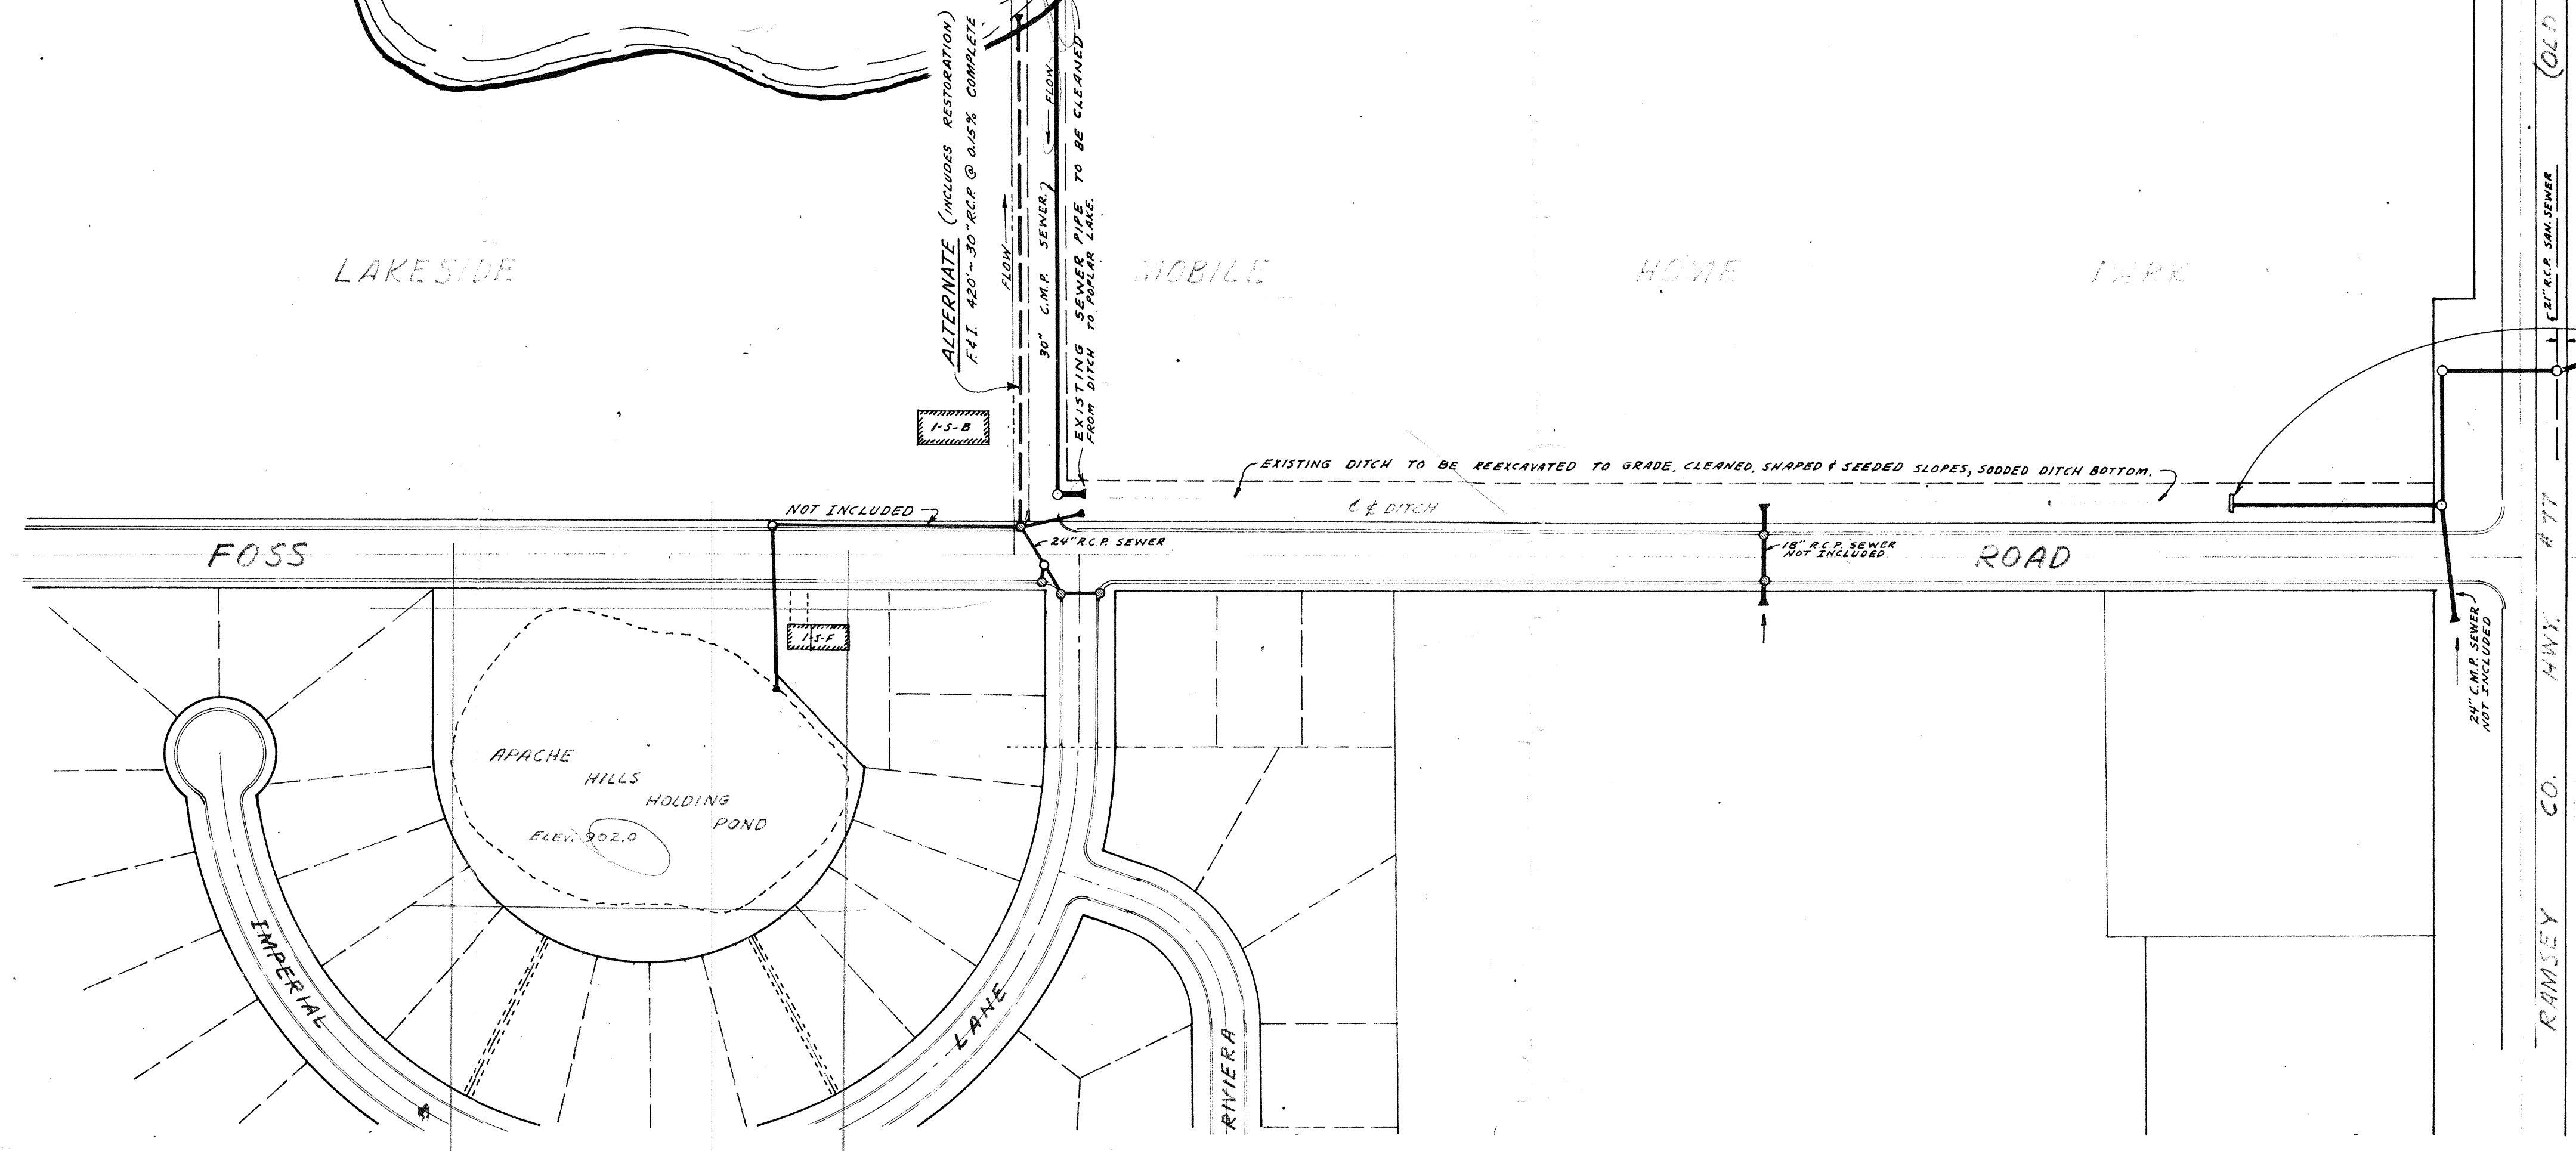 (OLD
ALTERNATE (INCLUDES RESTORATION)
F.& I. 420'~ 30" R.C.P. @ 0.15% COMPLETE
FLOW
30" C.M.P. SEWER.
FLOW
EXISTING SEWER PIPE TO BE CLEANED
FROM DITCH TO POPLAR LAKE.
21" R.C.P. SAN. SEWER
LAKESIDE MOBILE HOME PARK
1-S-B
EXISTING DITCH TO BE REEXCAVATED TO GRADE, CLEANED, SHAPED & SEEDED SLOPES, SODDED DITCH BOTTOM.
NOT INCLUDED
DITCH
24" R.C.P. SEWER
18" R.C.P. SEWER
NOT INCLUDED
FOSS ROAD
1-S-F
24" C.M.P. SEWER
NOT INCLUDED
APACHE
HILLS
HOLDING
POND
ELEV. 902.0
IMPERIAL LANE
RIVIERA
RAMSEY CO. HWY. #77